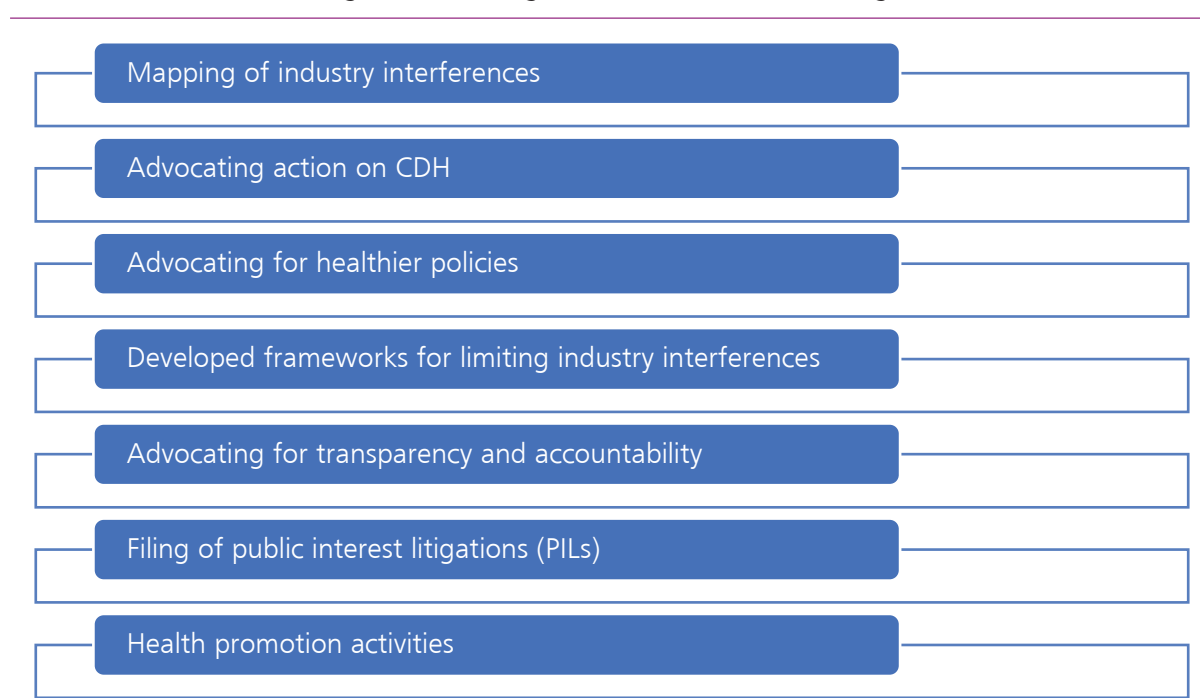 Mapping of industry interferences
Advocating action on CDH
Advocating for healthier policies
Developed frameworks for limiting industry interferences
Advocating for transparency and accountability
Filing of public interest litigations (PILs)
Health promotion activities